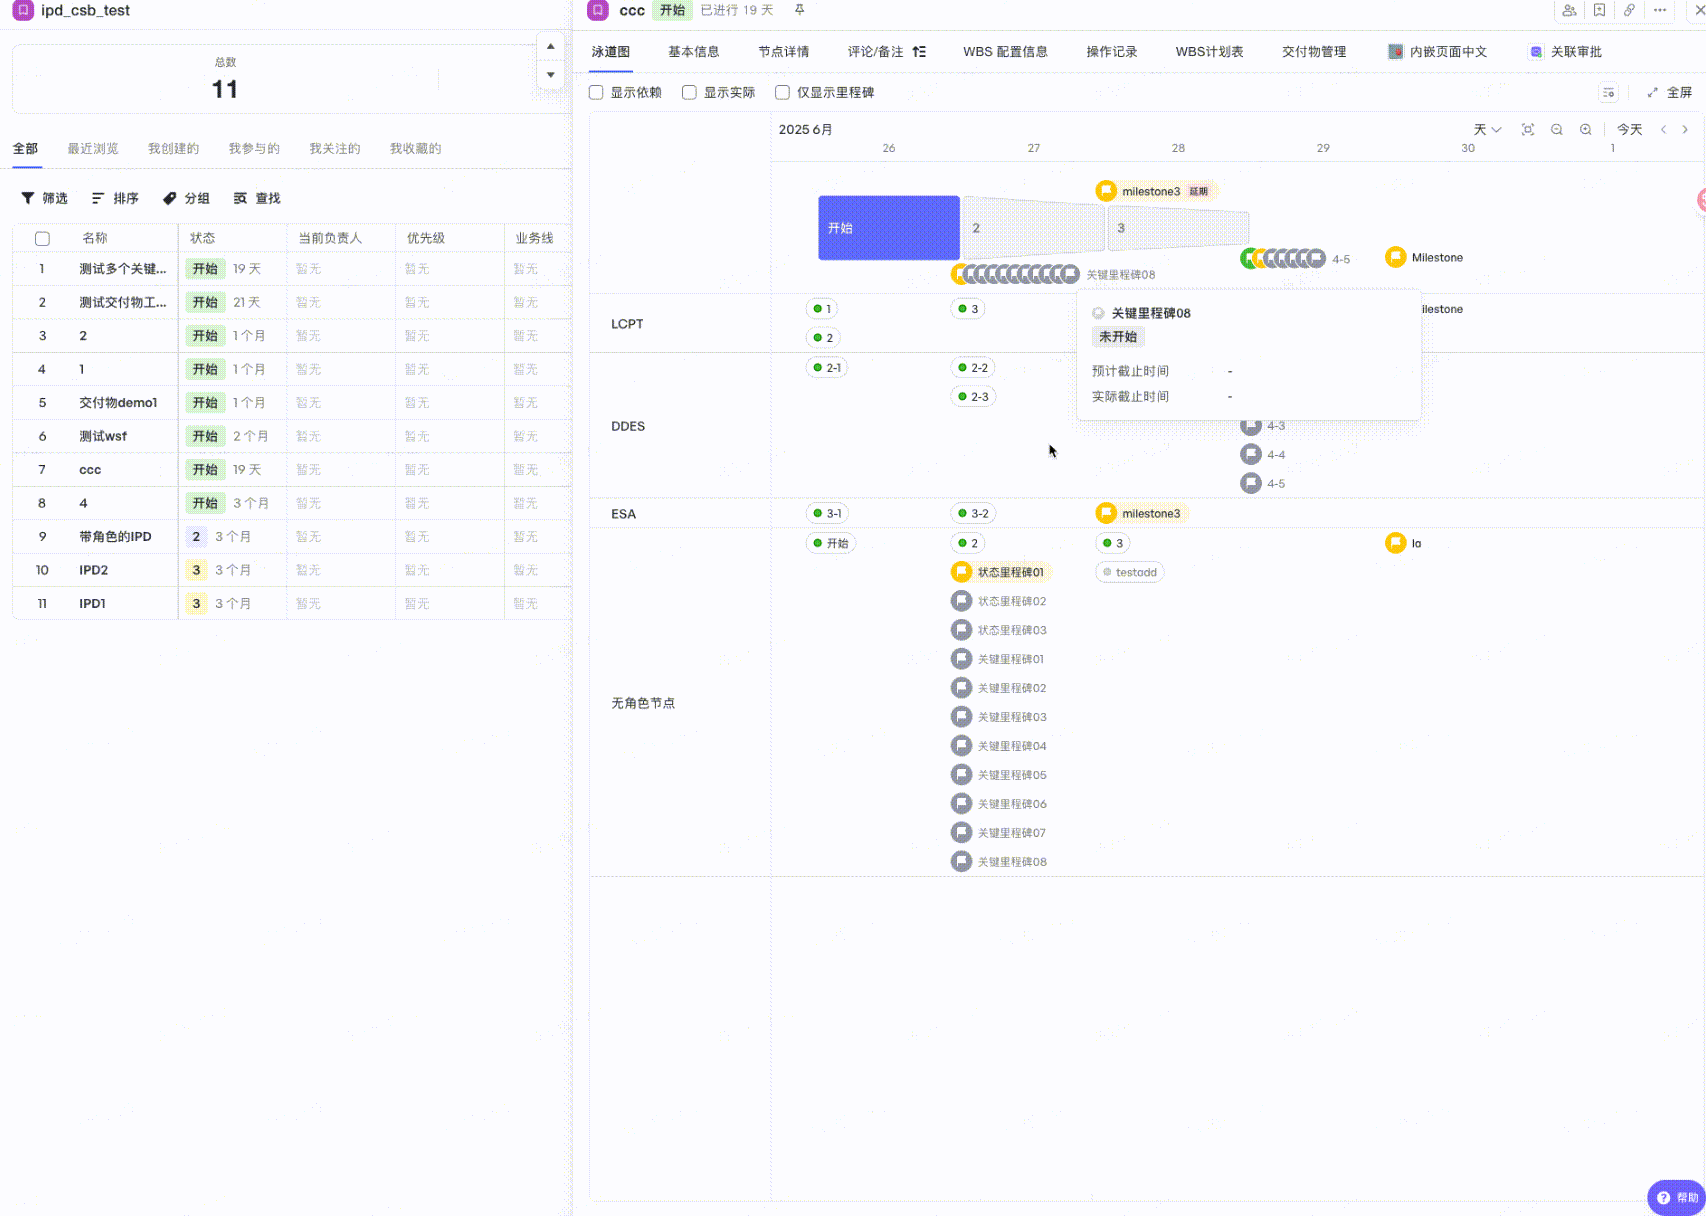 ipd_csb_test
总数
11
全部 最近浏览 我创建的 我参与的 我关注的 我收藏的
筛选 排序 分组 查找
名称 状态 当前负责人 优先级 业务线
1 测试多个关键... 开始 19 天 暂无 暂无 暂无
2 测试交付物工... 开始 21 天 暂无 暂无 暂无
3 2 开始 1 个月 暂无 暂无 暂无
4 1 开始 1 个月 暂无 暂无 暂无
5 交付物demo1 开始 1 个月 暂无 暂无 暂无
6 测试wsf 开始 2 个月 暂无 暂无 暂无
7 ccc 开始 19 天 暂无 暂无 暂无
8 4 开始 3 个月 暂无 暂无 暂无
9 带角色的IPD 2 3 个月 暂无 暂无 暂无
10 IPD2 3 3 个月 暂无 暂无 暂无
11 IPD1 3 3 个月 暂无 暂无 暂无
ccc 开始 已进行 19 天
泳道图 基本信息 节点详情 评论/备注 WBS 配置信息 操作记录 WBS计划表 交付物管理 内嵌页面中文 关联审批
显示依赖 显示实际 仅显示里程碑 全屏
2025 6月 天 今天
26 27 28 29 30 1
milestone3 延期
开始 2 3
4-5 Milestone
关键里程碑08
LCPT
1 3 ilestone
2
关键里程碑08
未开始
预计截止时间 -
实际截止时间 -
DDES
2-1 2-2
2-3
4-3
4-4
4-5
ESA
3-1 3-2 milestone3
无角色节点
开始 2 3 la
状态里程碑01 testadd
状态里程碑02
状态里程碑03
关键里程碑01
关键里程碑02
关键里程碑03
关键里程碑04
关键里程碑05
关键里程碑06
关键里程碑07
关键里程碑08
帮助